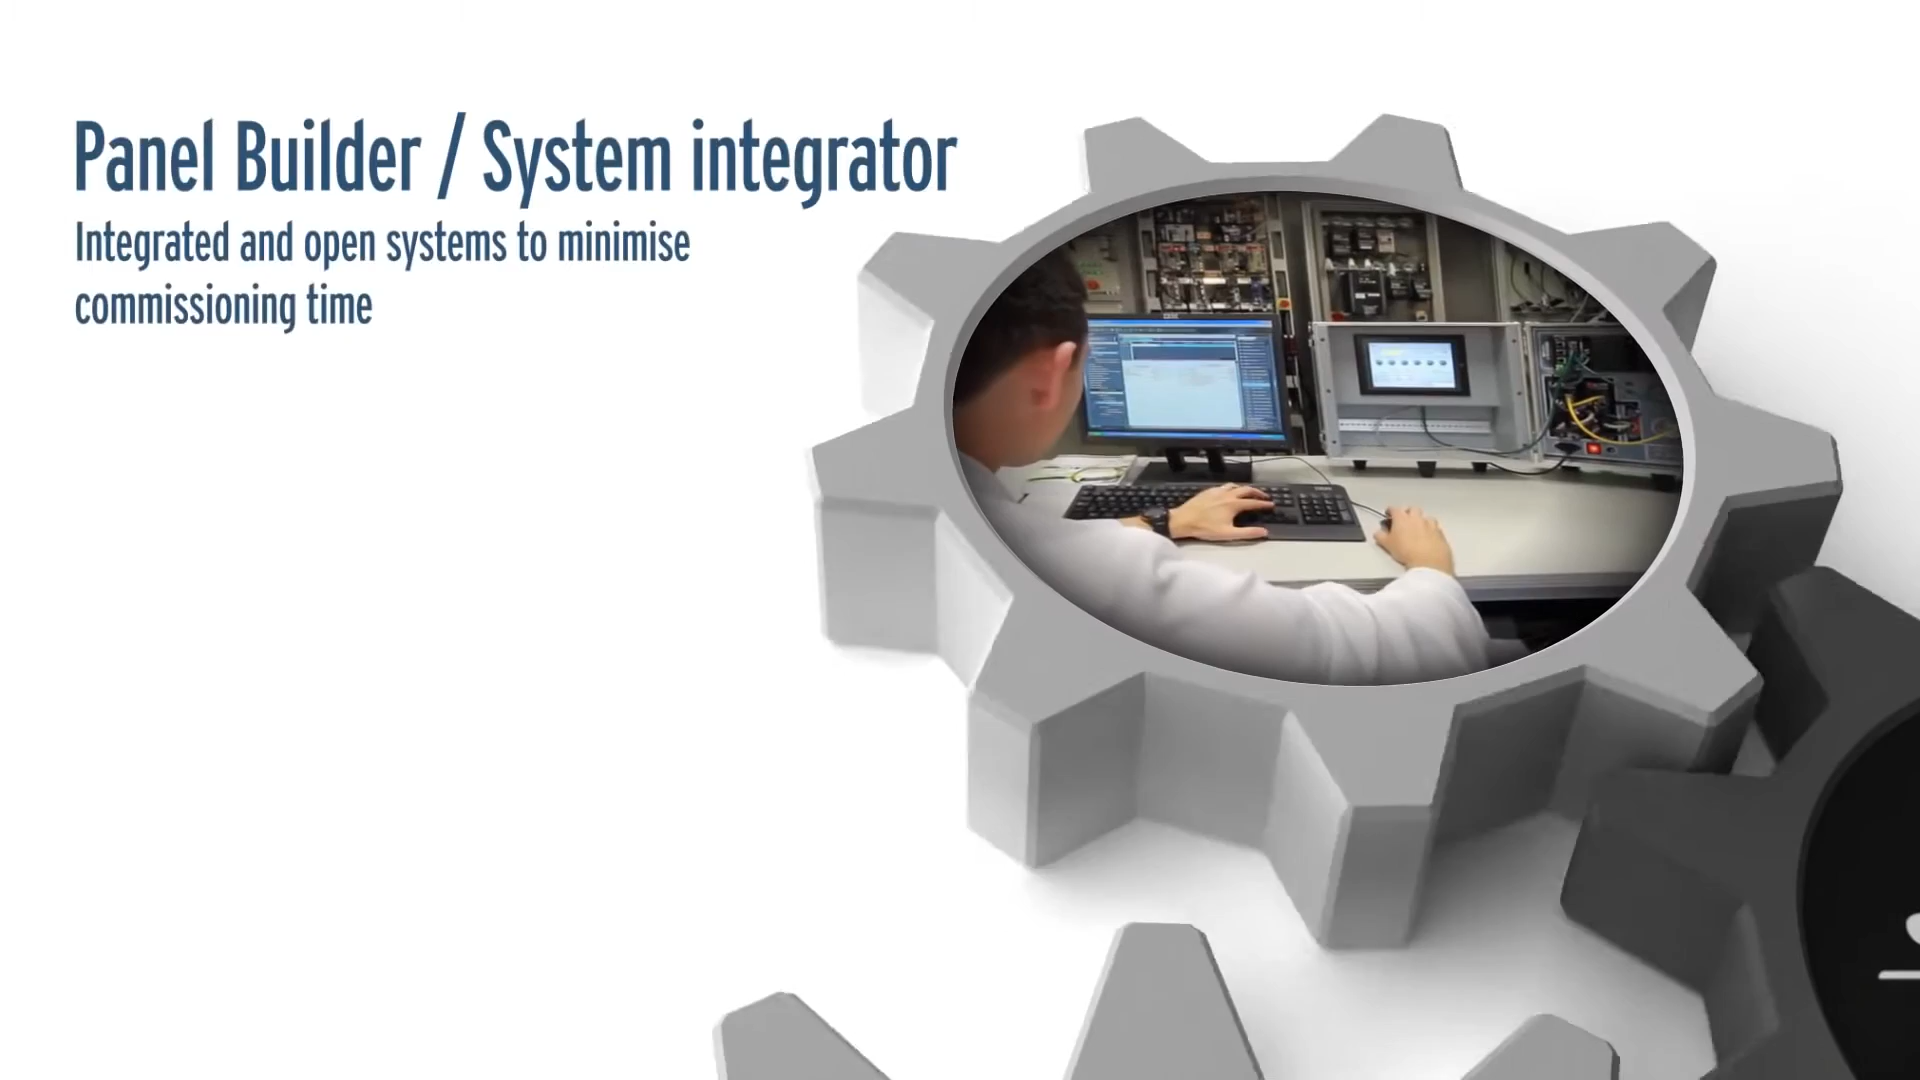 Panel Builder / System integrator
Integrated and open systems to minimise
commissioning time